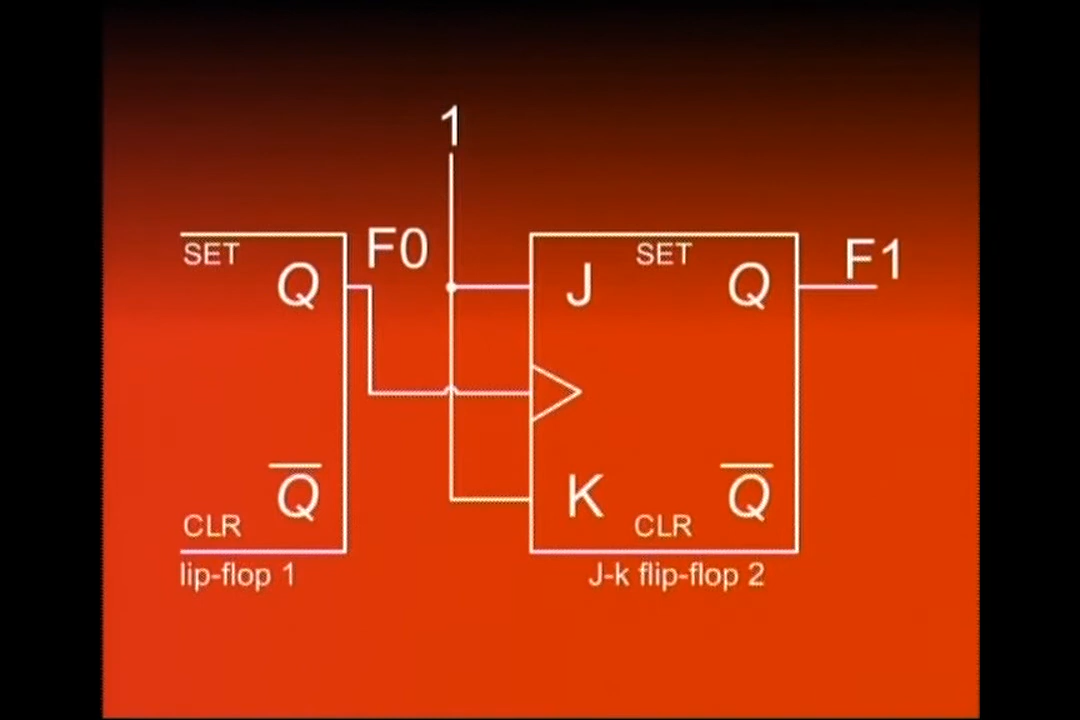 1
F0
F1
SET
Q
J
SET
Q
Q
K
Q
CLR
CLR
lip-flop 1
J-k flip-flop 2